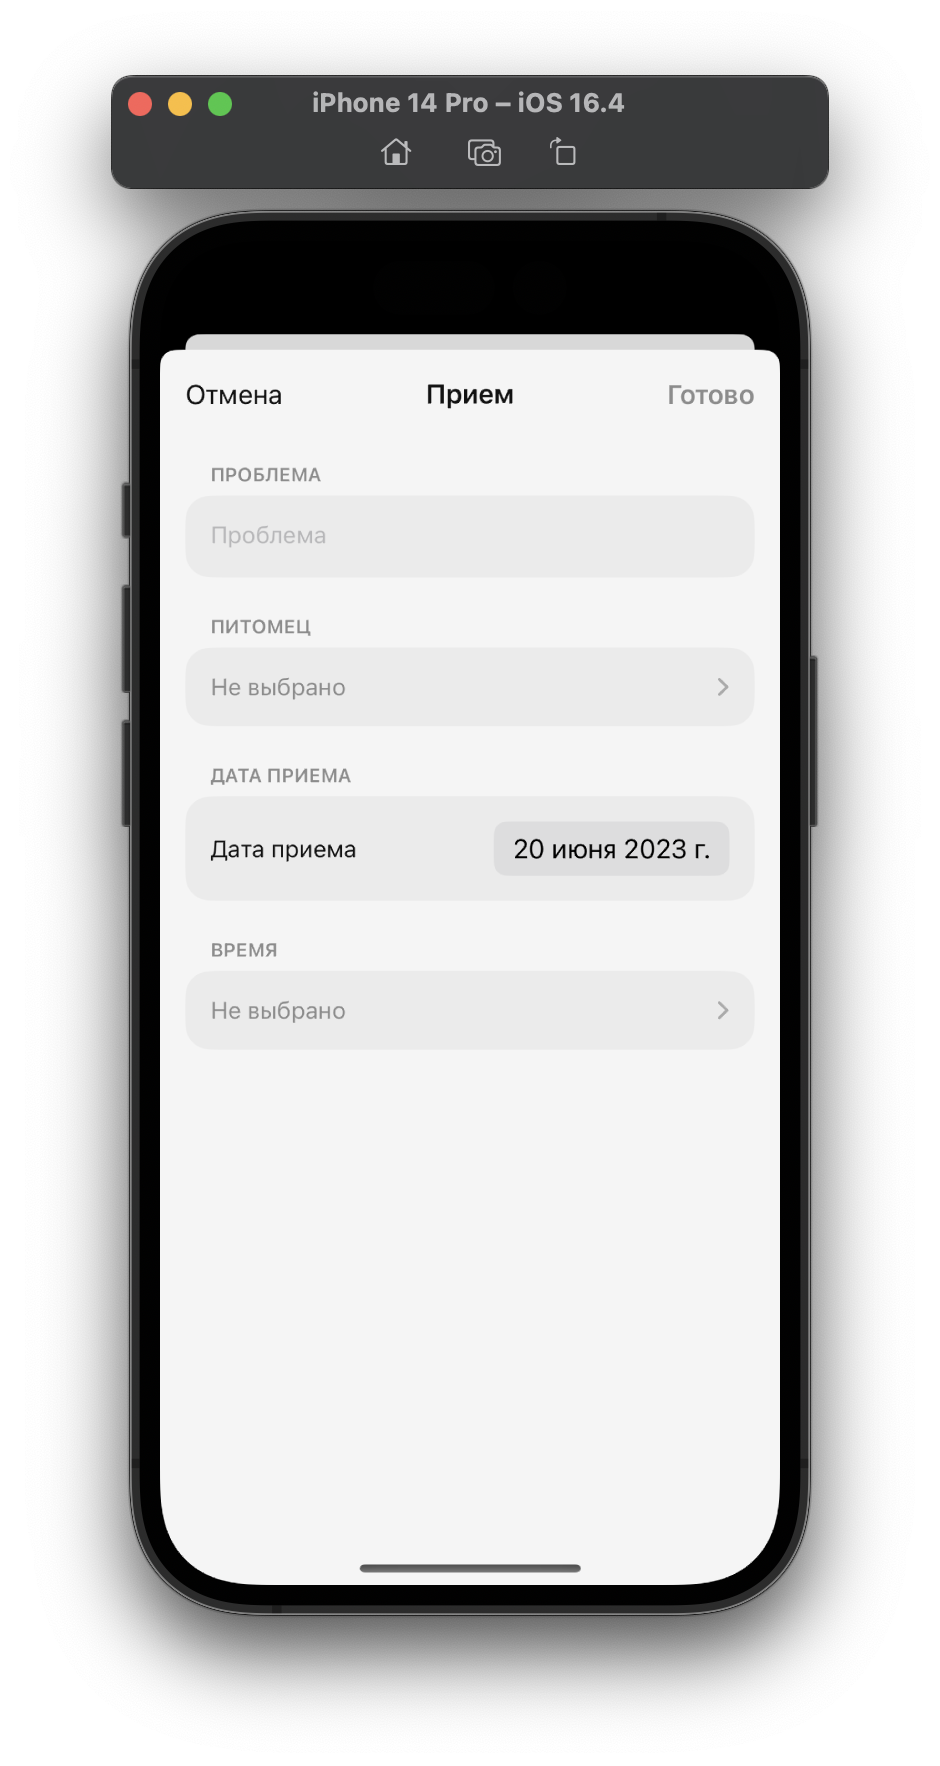 iPhone 14 Pro – iOS 16.4
Отмена Прием Готово
ПРОБЛЕМА
Проблема
ПИТОМЕЦ
Не выбрано
ДАТА ПРИЕМА
Дата приема 20 июня 2023 г.
ВРЕМЯ
Не выбрано